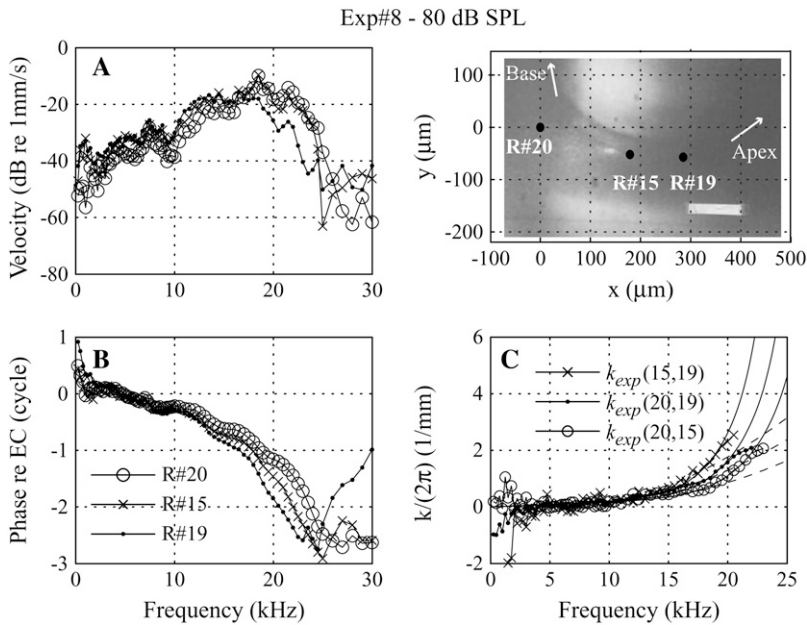 Exp#8 - 80 dB SPL
A
Velocity (dB re 1mm/s)
0
-20
-40
-60
-80
0 10 20 30
Base
Apex
R#20
R#15 R#19
y (µm)
100
0
-100
-200
-100 0 100 200 300 400 500
x (µm)
B
Phase re EC (cycle)
1
0
-1
-2
-3
R#20
R#15
R#19
0 10 20 30
Frequency (kHz)
C
k/(2π) (1/mm)
6
4
2
0
-2
kexp(15,19)
kexp(20,19)
kexp(20,15)
0 5 10 15 20 25
Frequency (kHz)